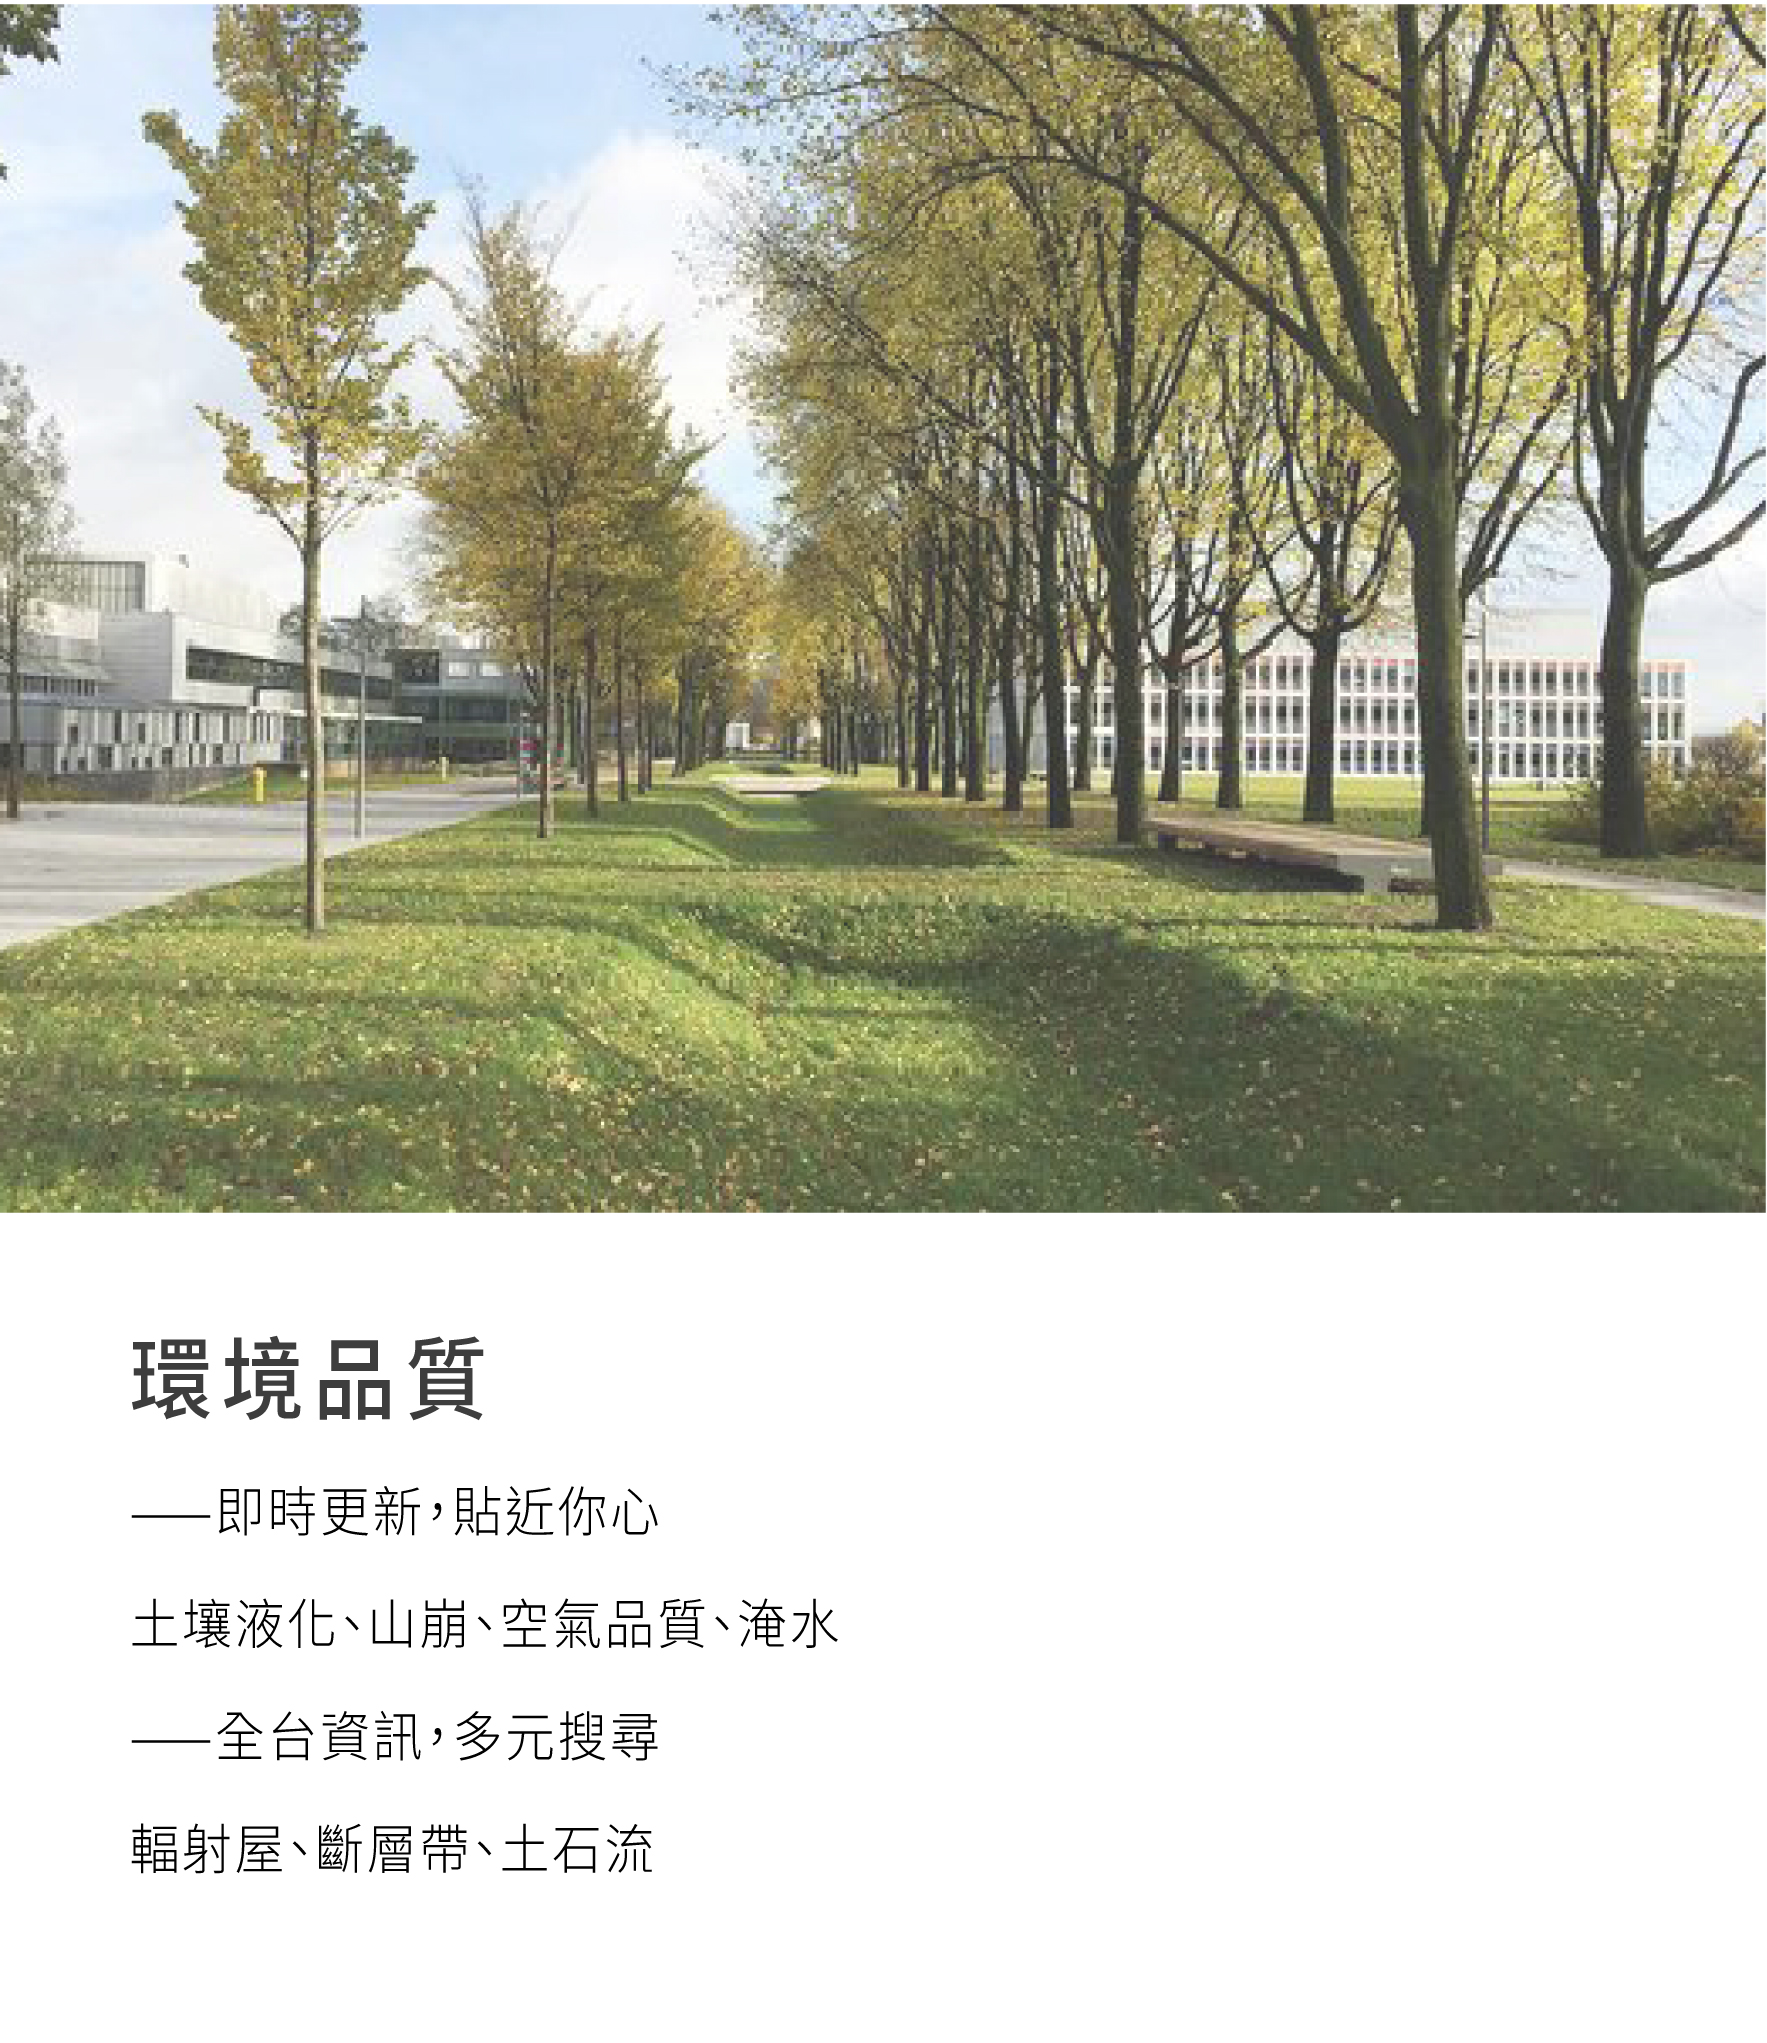 環境品質
——即時更新，貼近你心
土壤液化、山崩、空氣品質、淹水
——全台資訊，多元搜尋
輻射屋、斷層帶、土石流